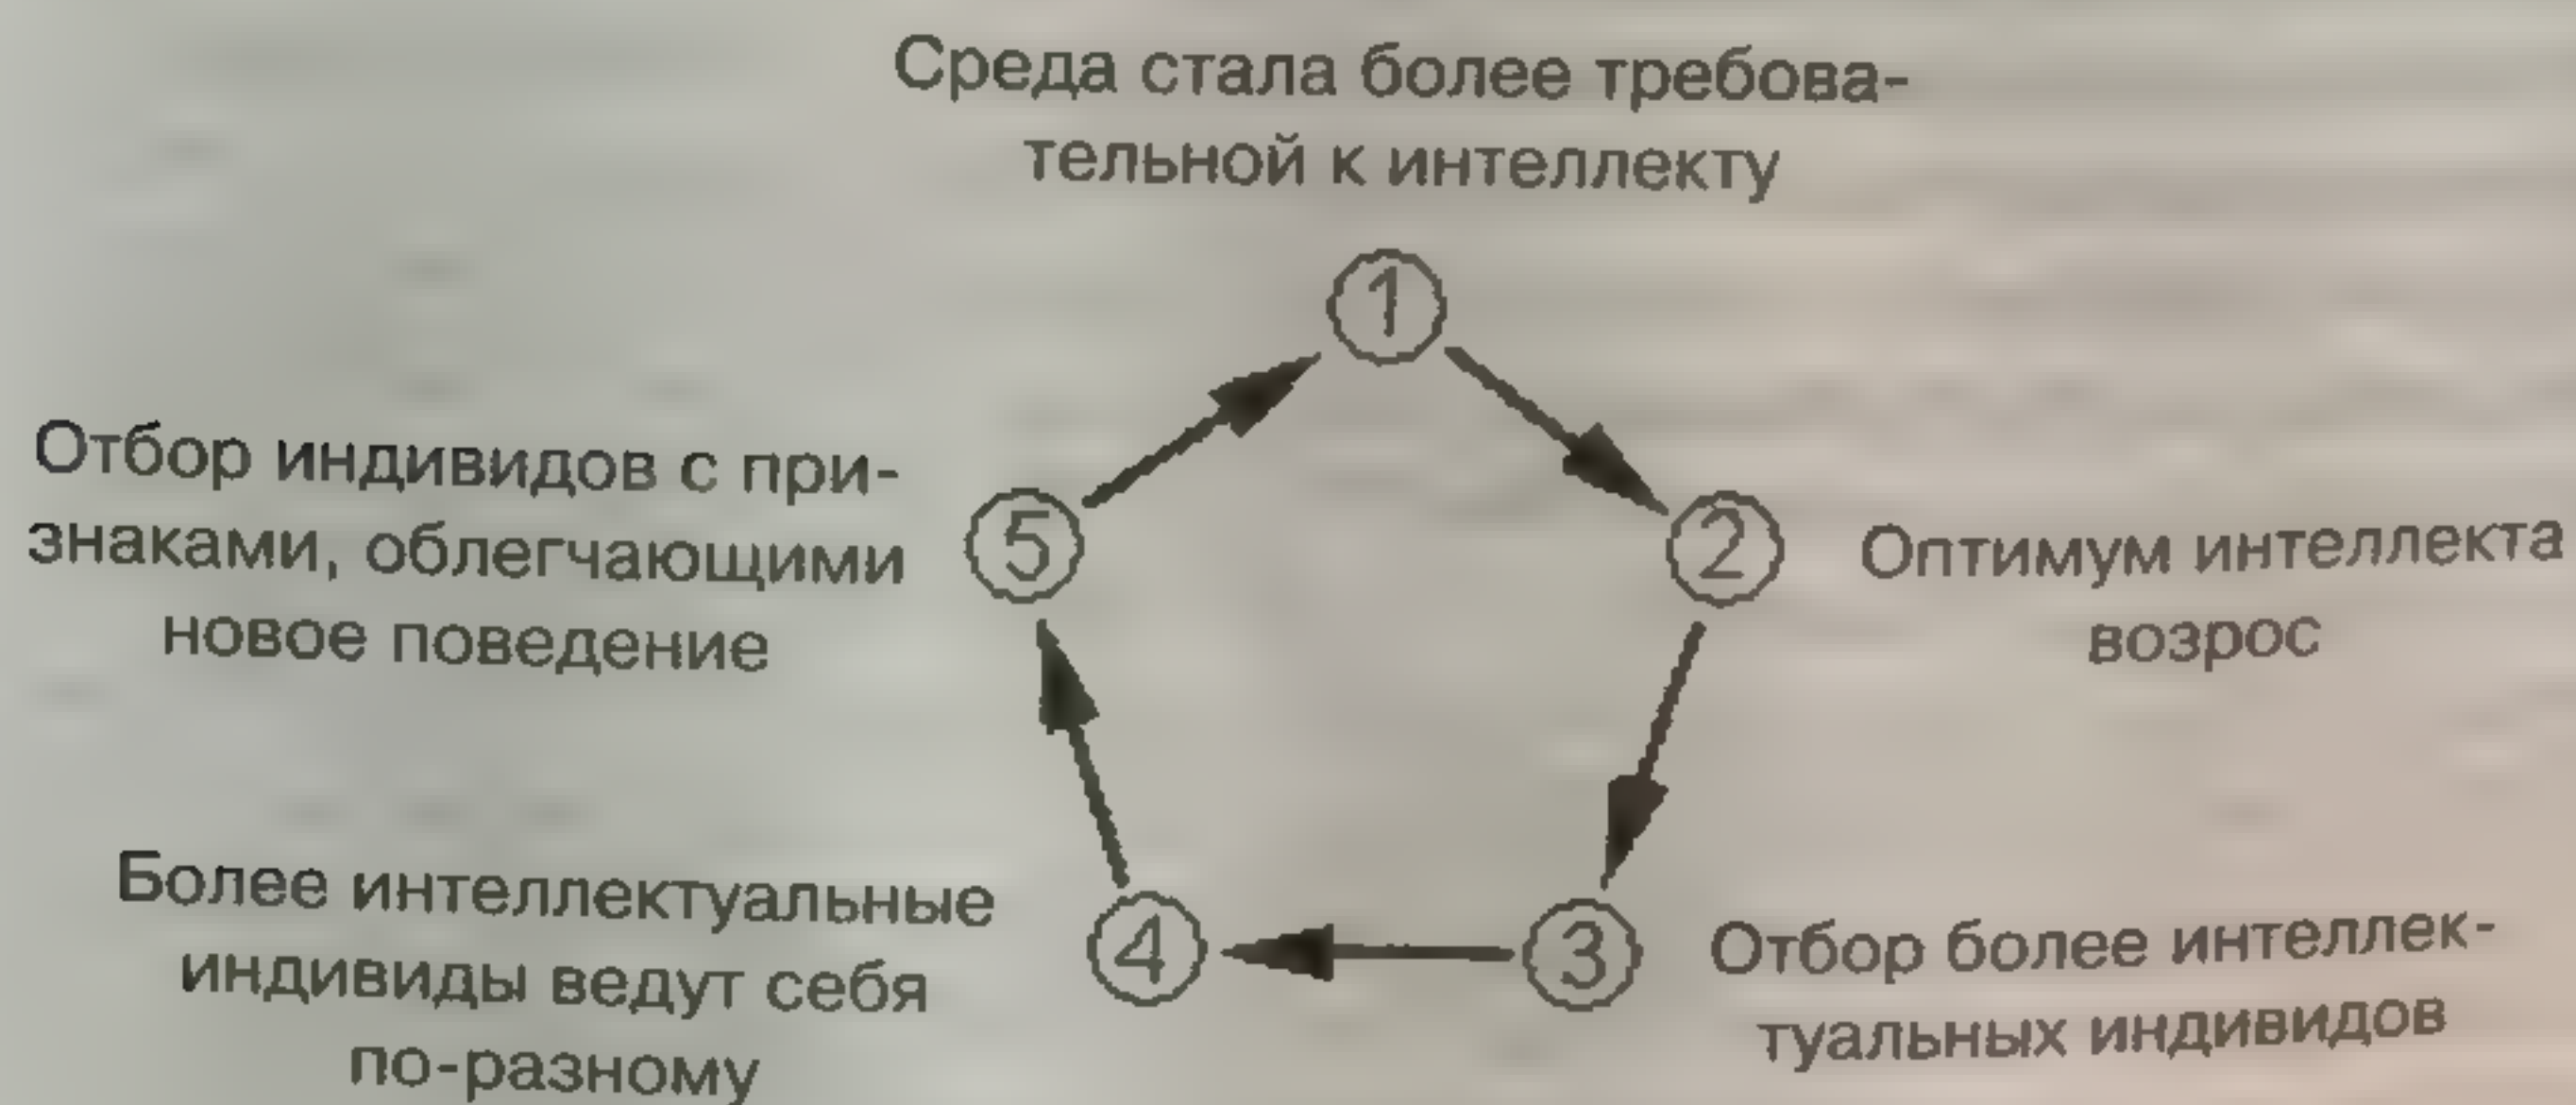 Среда стала более требова-
тельной к интеллекту
1
2
Оптимум интеллекта
возрос
3
Отбор более интеллек-
туальных индивидов
4
Более интеллектуальные
индивиды ведут себя
по-разному
5
Отбор индивидов с при-
знаками, облегчающими
новое поведение